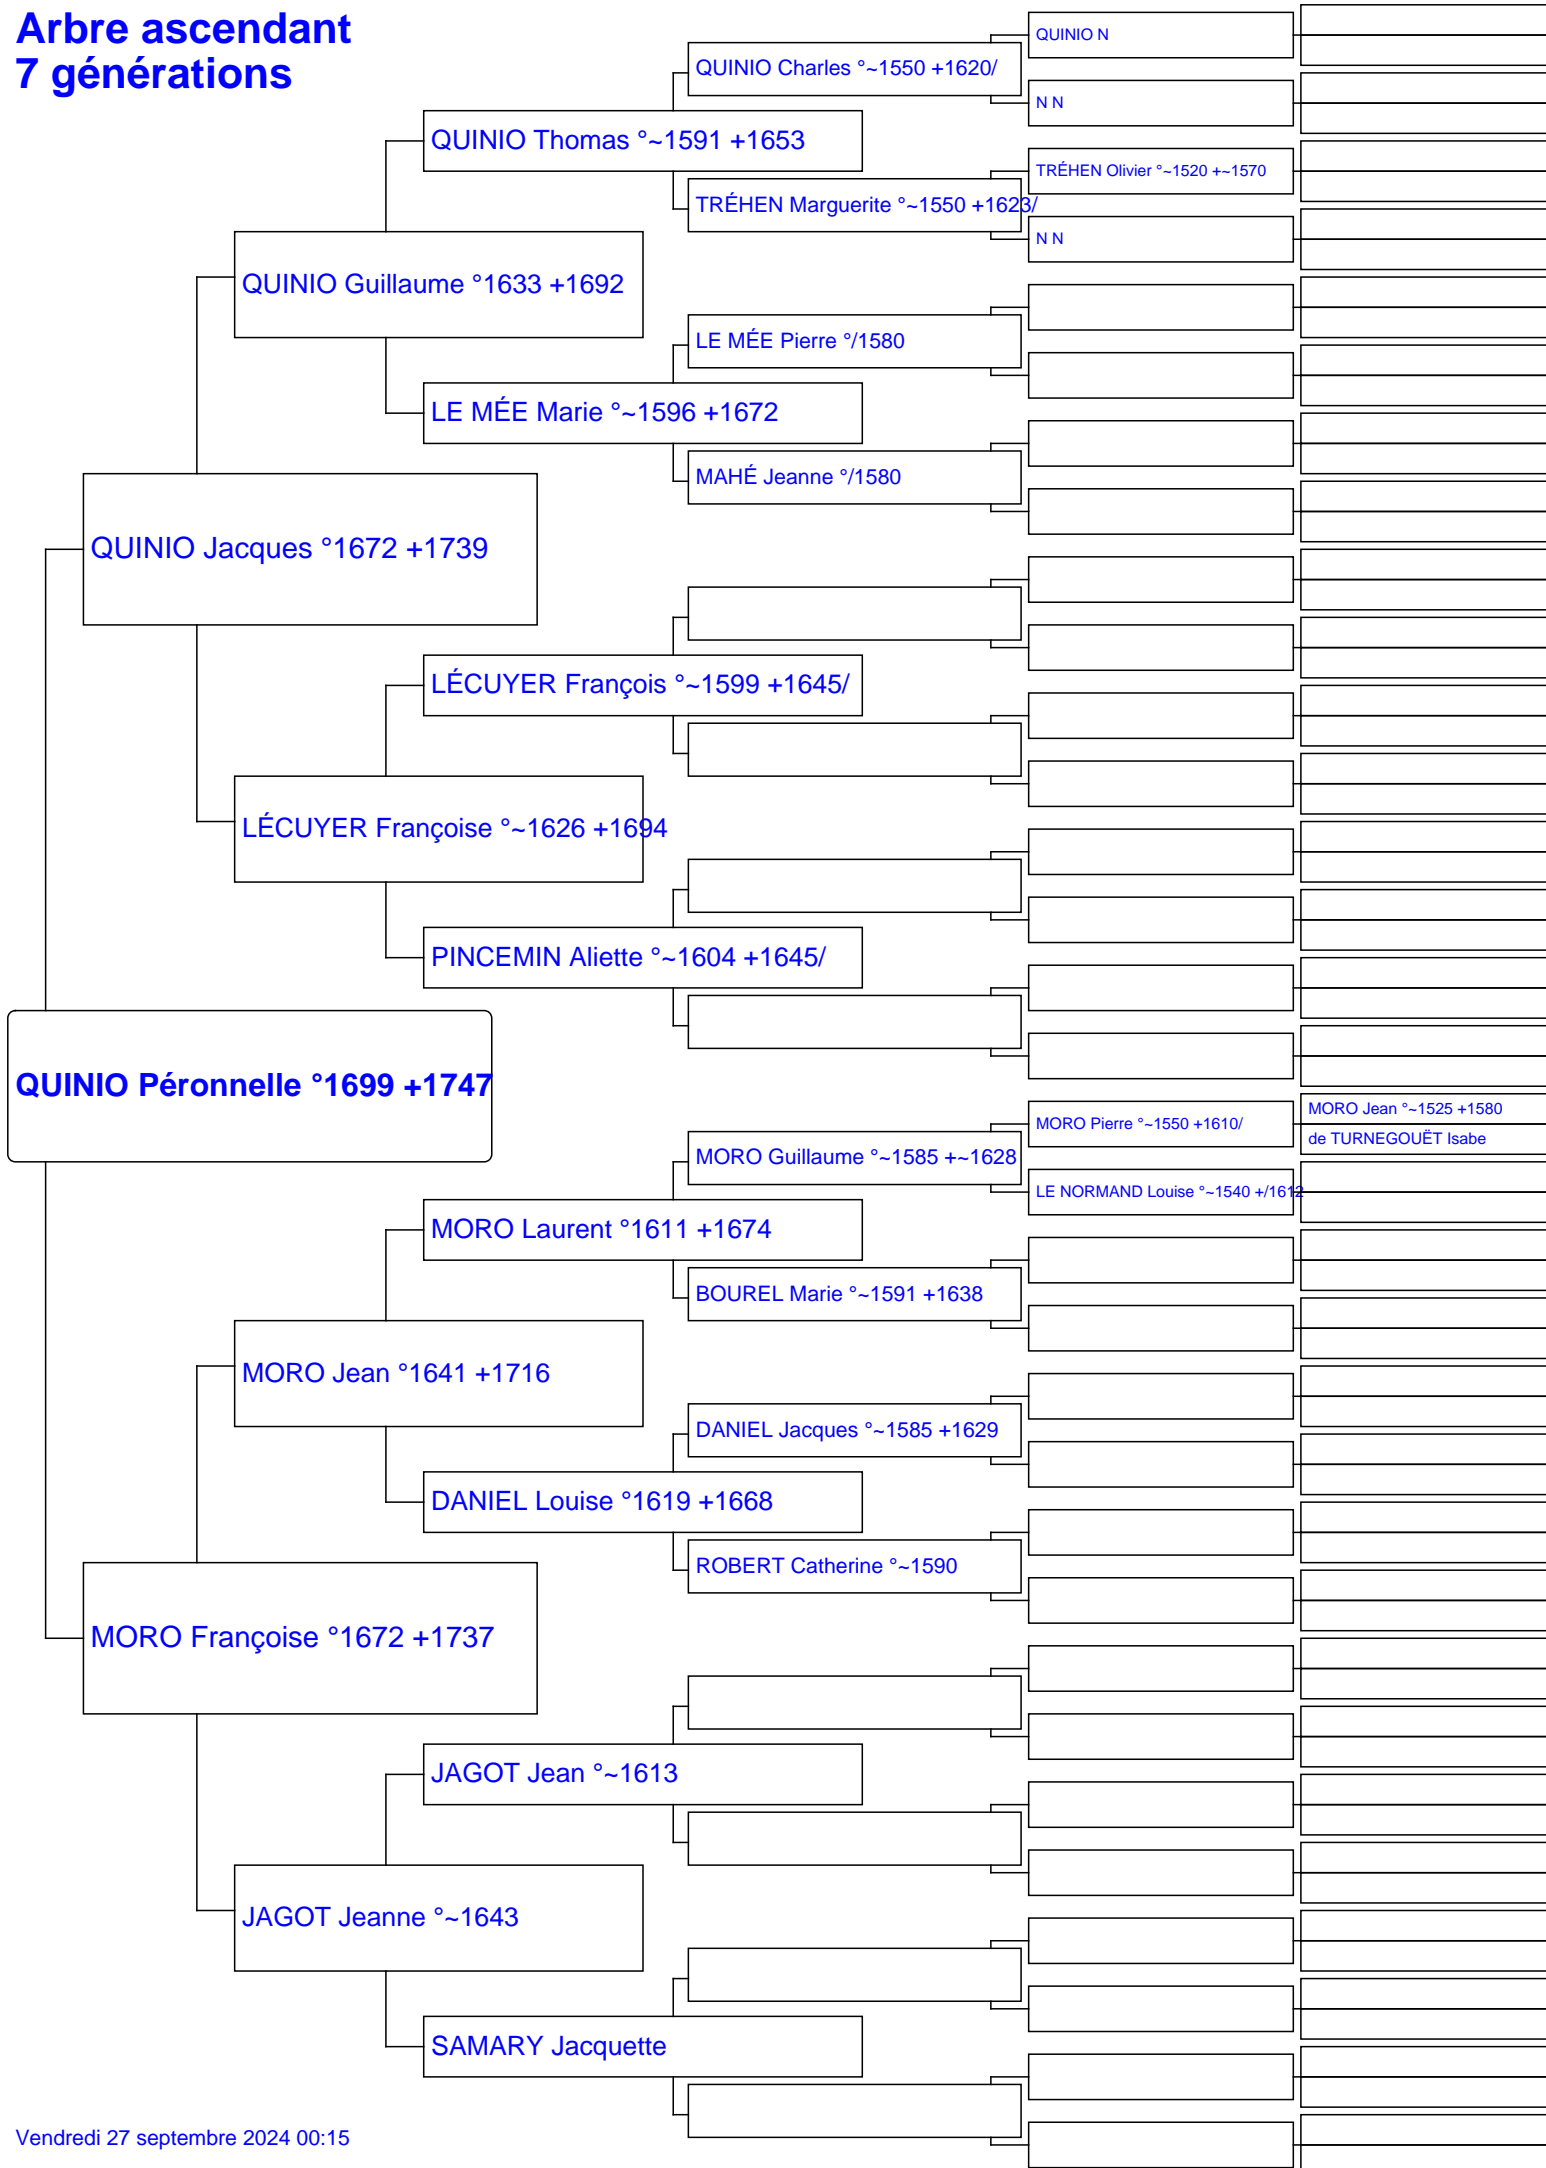 Arbre ascendant
7 générations
QUINIO N
QUINIO Charles °~1550 +1620/
N N
QUINIO Thomas °~1591 +1653
TRÉHEN Olivier °~1520 +~1570
TRÉHEN Marguerite °~1550 +1623/
N N
QUINIO Guillaume °1633 +1692
LE MÉE Pierre °/1580
LE MÉE Marie °~1596 +1672
MAHÉ Jeanne °/1580
QUINIO Jacques °1672 +1739
LÉCUYER François °~1599 +1645/
LÉCUYER Françoise °~1626 +1694
PINCEMIN Aliette °~1604 +1645/
QUINIO Péronnelle °1699 +1747
MORO Jean °~1525 +1580
MORO Pierre °~1550 +1610/
de TURNEGOUËT Isabe
MORO Guillaume °~1585 +~1628
LE NORMAND Louise °~1540 +/1612
MORO Laurent °1611 +1674
BOUREL Marie °~1591 +1638
MORO Jean °1641 +1716
DANIEL Jacques °~1585 +1629
DANIEL Louise °1619 +1668
ROBERT Catherine °~1590
MORO Françoise °1672 +1737
JAGOT Jean °~1613
JAGOT Jeanne °~1643
SAMARY Jacquette
Vendredi 27 septembre 2024 00:15